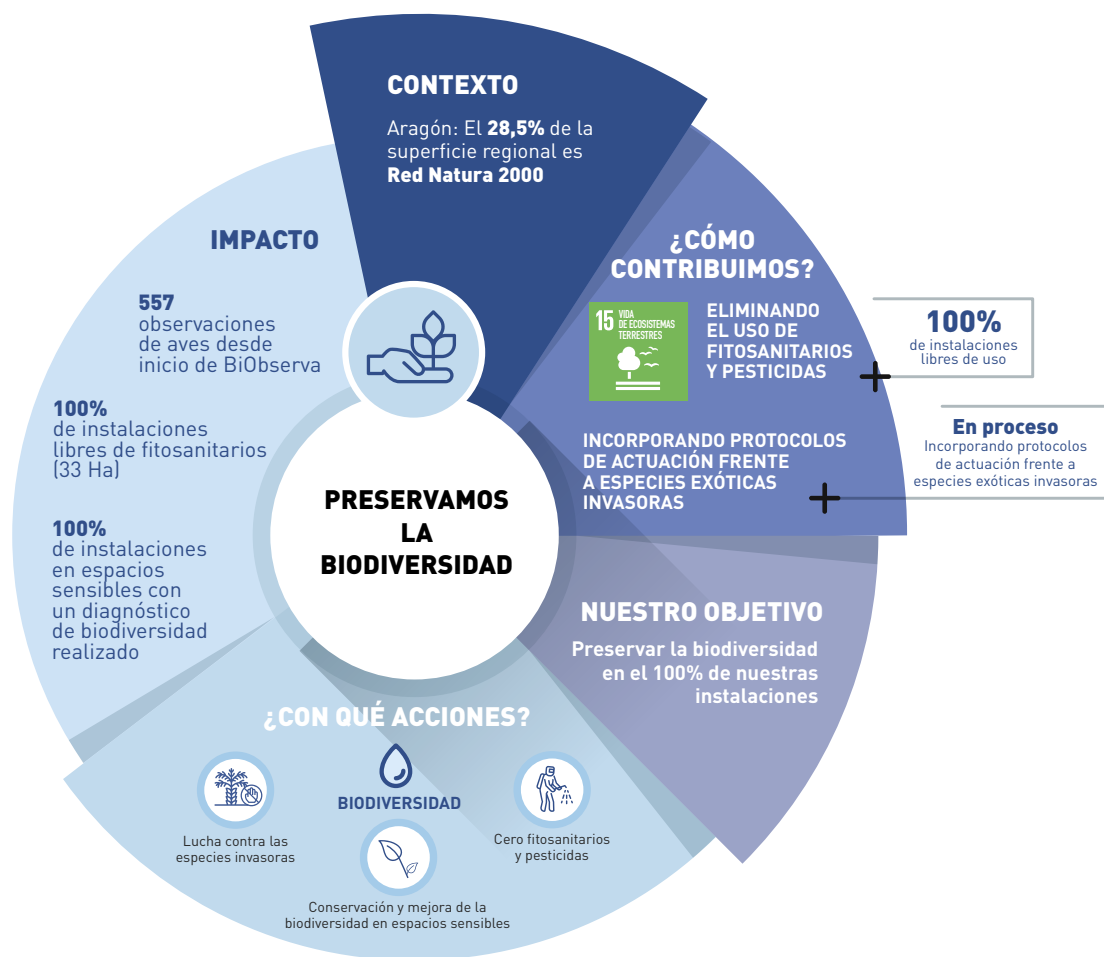 CONTEXTO
Aragón: El 28,5% de la
superficie regional es
Red Natura 2000
¿CÓMO
CONTRIBUIMOS?
15 VIDA
DE ECOSISTEMAS
TERRESTRES
ELIMINANDO
EL USO DE
FITOSANITARIOS
Y PESTICIDAS
100%
de instalaciones
libres de uso
INCORPORANDO PROTOCOLOS
DE ACTUACIÓN FRENTE
A ESPECIES EXÓTICAS
INVASORAS
En proceso
Incorporando protocolos
de actuación frente a
especies exóticas invasoras
NUESTRO OBJETIVO
Preservar la biodiversidad
en el 100% de nuestras
instalaciones
¿CON QUÉ ACCIONES?
BIODIVERSIDAD
Lucha contra las
especies invasoras
Conservación y mejora de la
biodiversidad en espacios sensibles
Cero fitosanitarios
y pesticidas
IMPACTO
557
observaciones
de aves desde
inicio de BiObserva
100%
de instalaciones
libres de fitosanitarios
(33 Ha)
100%
de instalaciones
en espacios
sensibles con
un diagnóstico
de biodiversidad
realizado
PRESERVAMOS
LA
BIODIVERSIDAD